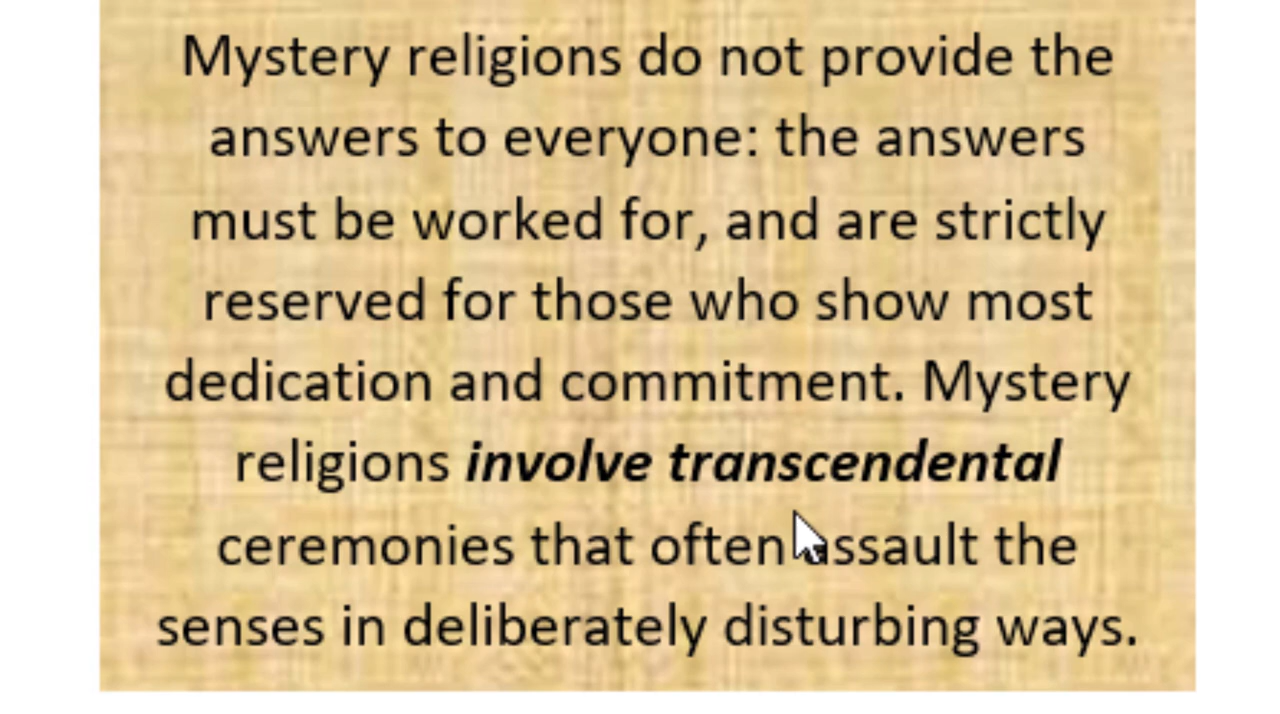 Mystery religions do not provide the
answers to everyone: the answers
must be worked for, and are strictly
reserved for those who show most
dedication and commitment. Mystery
religions involve transcendental
ceremonies that often assault the
senses in deliberately disturbing ways.